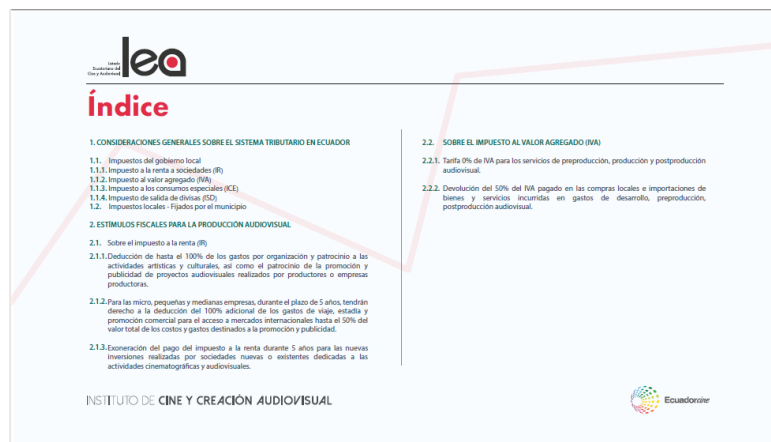 Listado
Ecuatoriano del
Cine y Audiovisual
lea
Índice
1. CONSIDERACIONES GENERALES SOBRE EL SISTEMA TRIBUTARIO EN ECUADOR
1.1. Impuestos del gobierno local
1.1.1. Impuesto a la renta a sociedades (IR)
1.1.2. Impuesto al valor agregado (IVA)
1.1.3. Impuesto a los consumos especiales (ICE)
1.1.4. Impuesto de salida de divisas (ISD)
1.2. Impuestos locales - Fijados por el municipio
2. ESTÍMULOS FISCALES PARA LA PRODUCCIÓN AUDIOVISUAL
2.1. Sobre el impuesto a la renta (IR)
2.1.1. Deducción de hasta el 100% de los gastos por organización y patrocinio a las
actividades artísticas y culturales, así como el patrocinio de la promoción y
publicidad de proyectos audiovisuales realizados por productores o empresas
productoras.
2.1.2. Para las micro, pequeñas y medianas empresas, durante el plazo de 5 años, tendrán
derecho a la deducción del 100% adicional de los gastos de viaje, estadía y
promoción comercial para el acceso a mercados internacionales hasta el 50% del
valor total de los costos y gastos destinados a la promoción y publicidad.
2.1.3. Exoneración del pago del impuesto a la renta durante 5 años para las nuevas
inversiones realizadas por sociedades nuevas o existentes dedicadas a las
actividades cinematográficas y audiovisuales.
2.2. SOBRE EL IMPUESTO AL VALOR AGREGADO (IVA)
2.2.1. Tarifa 0% de IVA para los servicios de preproducción, producción y postproducción
audiovisual.
2.2.2. Devolución del 50% del IVA pagado en las compras locales e importaciones de
bienes y servicios incurridas en gastos de desarrollo, preproducción,
postproducción audiovisual.
INSTITUTO DE CINE Y CREACIÓN AUDIOVISUAL
Ecuadorcine